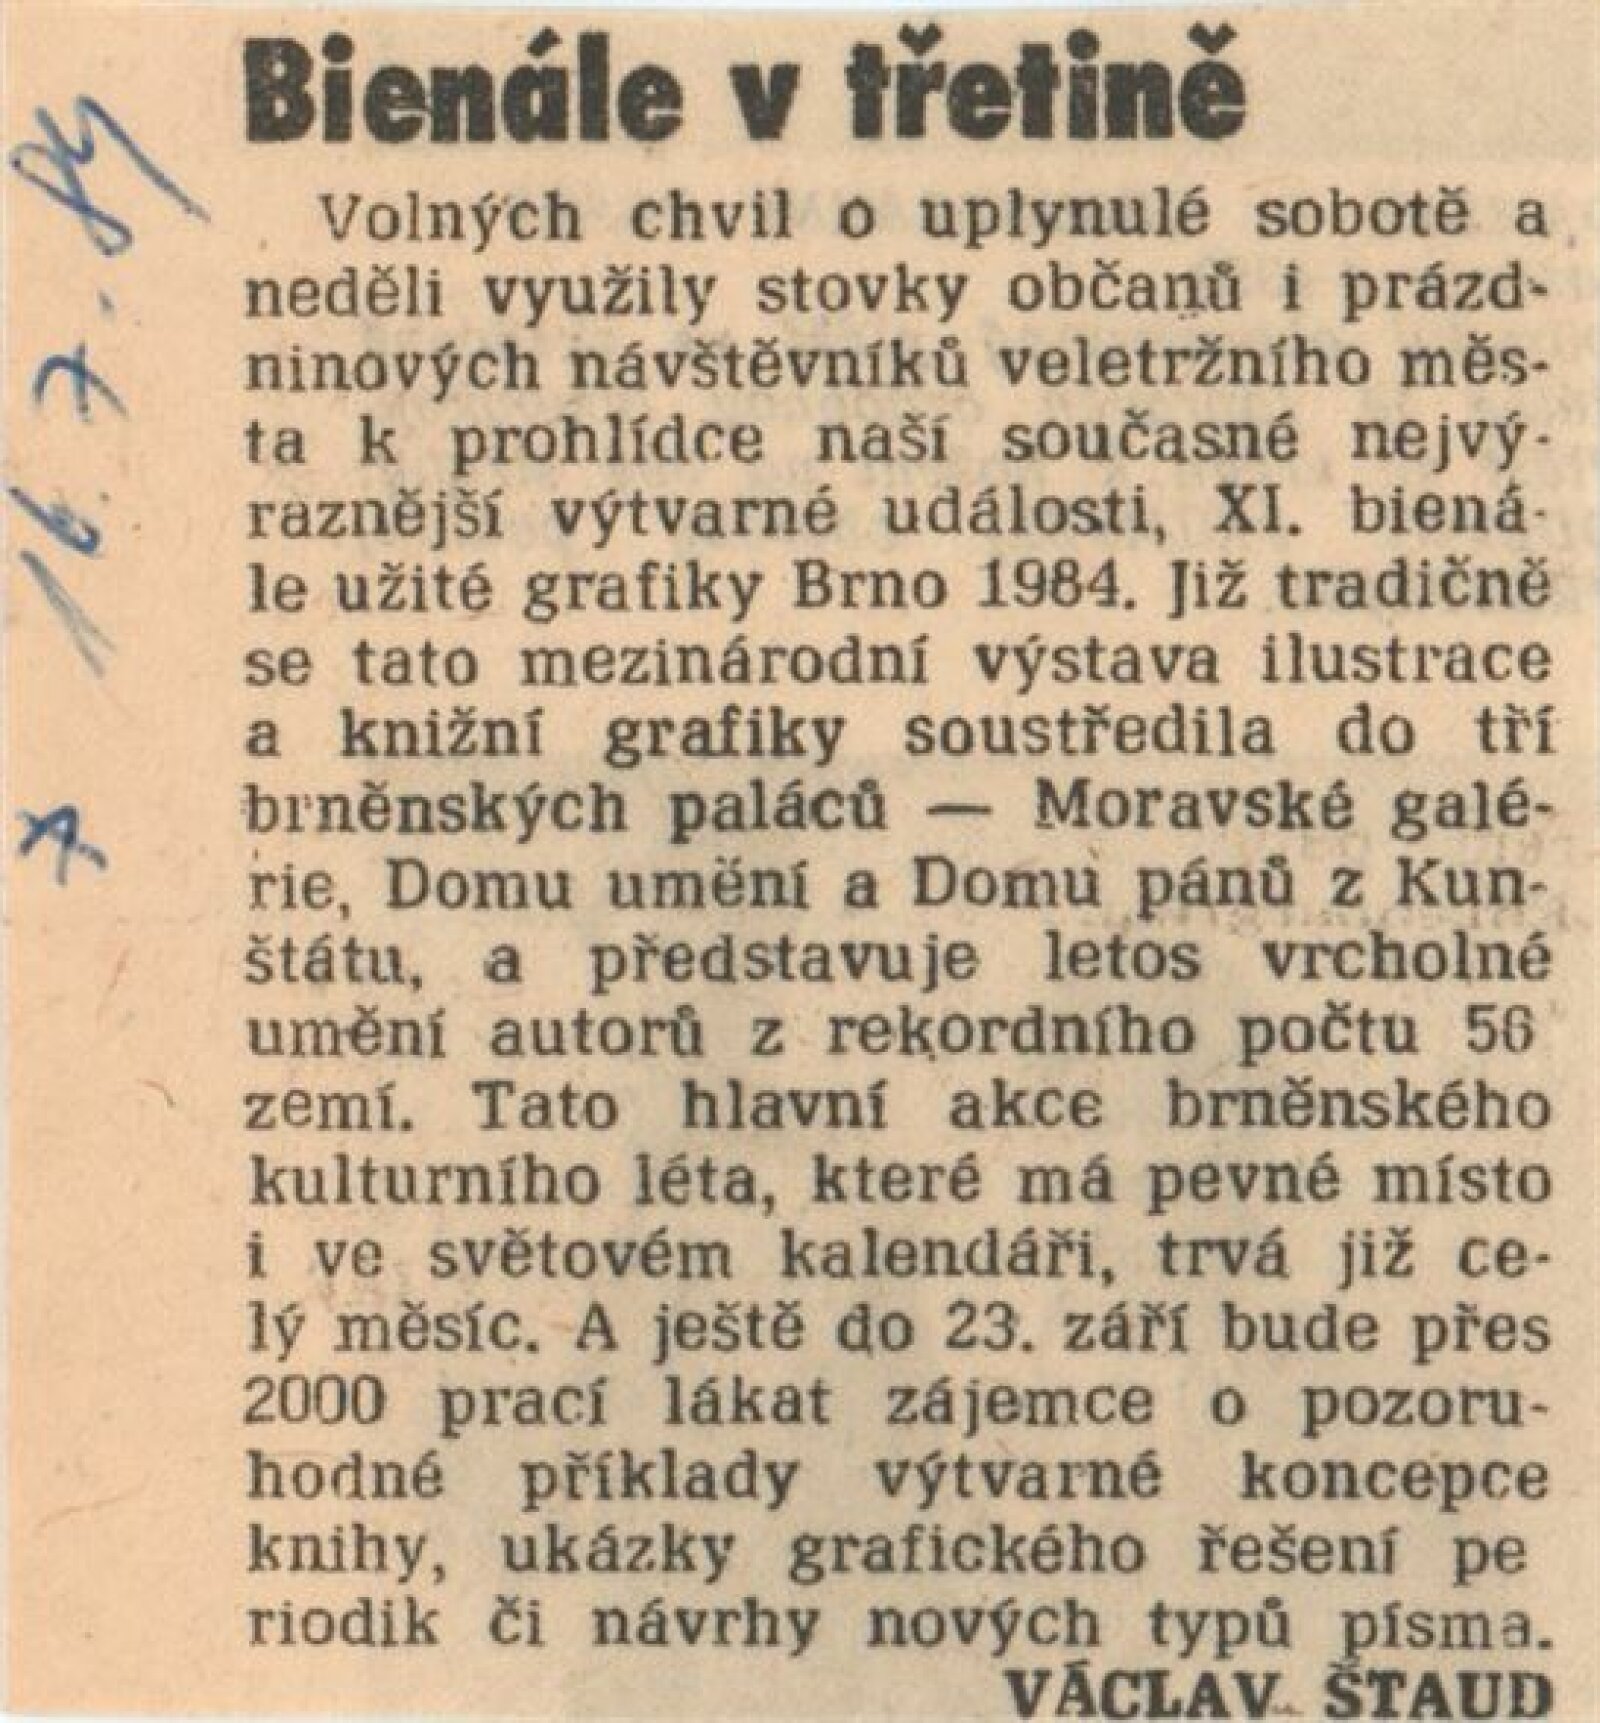 Bienále v třetině
Volných chvil o uplynulé sobotě a
neděli využily stovky občanů i prázd-
ninových návštěvníků veletržního měs-
ta k prohlídce naší současné nejvý-
raznější výtvarné události, XI. biená-
le užité grafiky Brno 1984. Již tradičně
se tato mezinárodní výstava ilustrace
a knižní grafiky soustředila do tří
brněnských paláců — Moravské galé-
rie, Domu umění a Domu pánů z Kun-
štátu, a představuje letos vrcholné
umění autorů z rekordního počtu 56
zemí. Tato hlavní akce brněnského
kulturního léta, které má pevné místo
i ve světovém kalendáři, trvá již ce-
lý měsíc. A ještě do 23. září bude přes
2000 prací lákat zájemce o pozoru-
hodné příklady výtvarné koncepce
knihy, ukázky grafického řešení pe
riodik či návrhy nových typů písma.
VÁCLAV ŠTAUD
16. 7. 84